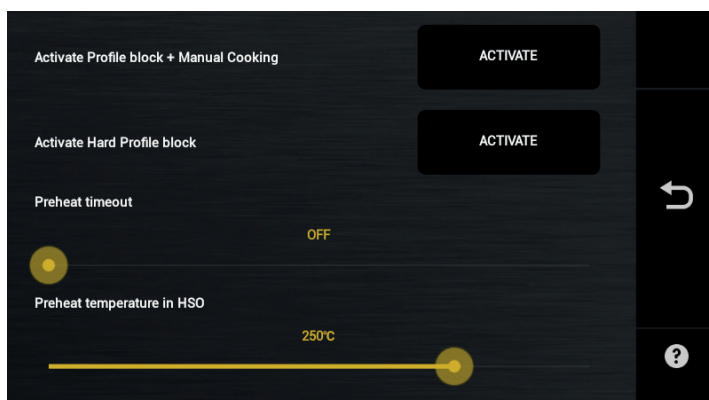 Activate Profile block + Manual Cooking
ACTIVATE
Activate Hard Profile block
ACTIVATE
Preheat timeout
OFF
Preheat temperature in HSO
250°C
?